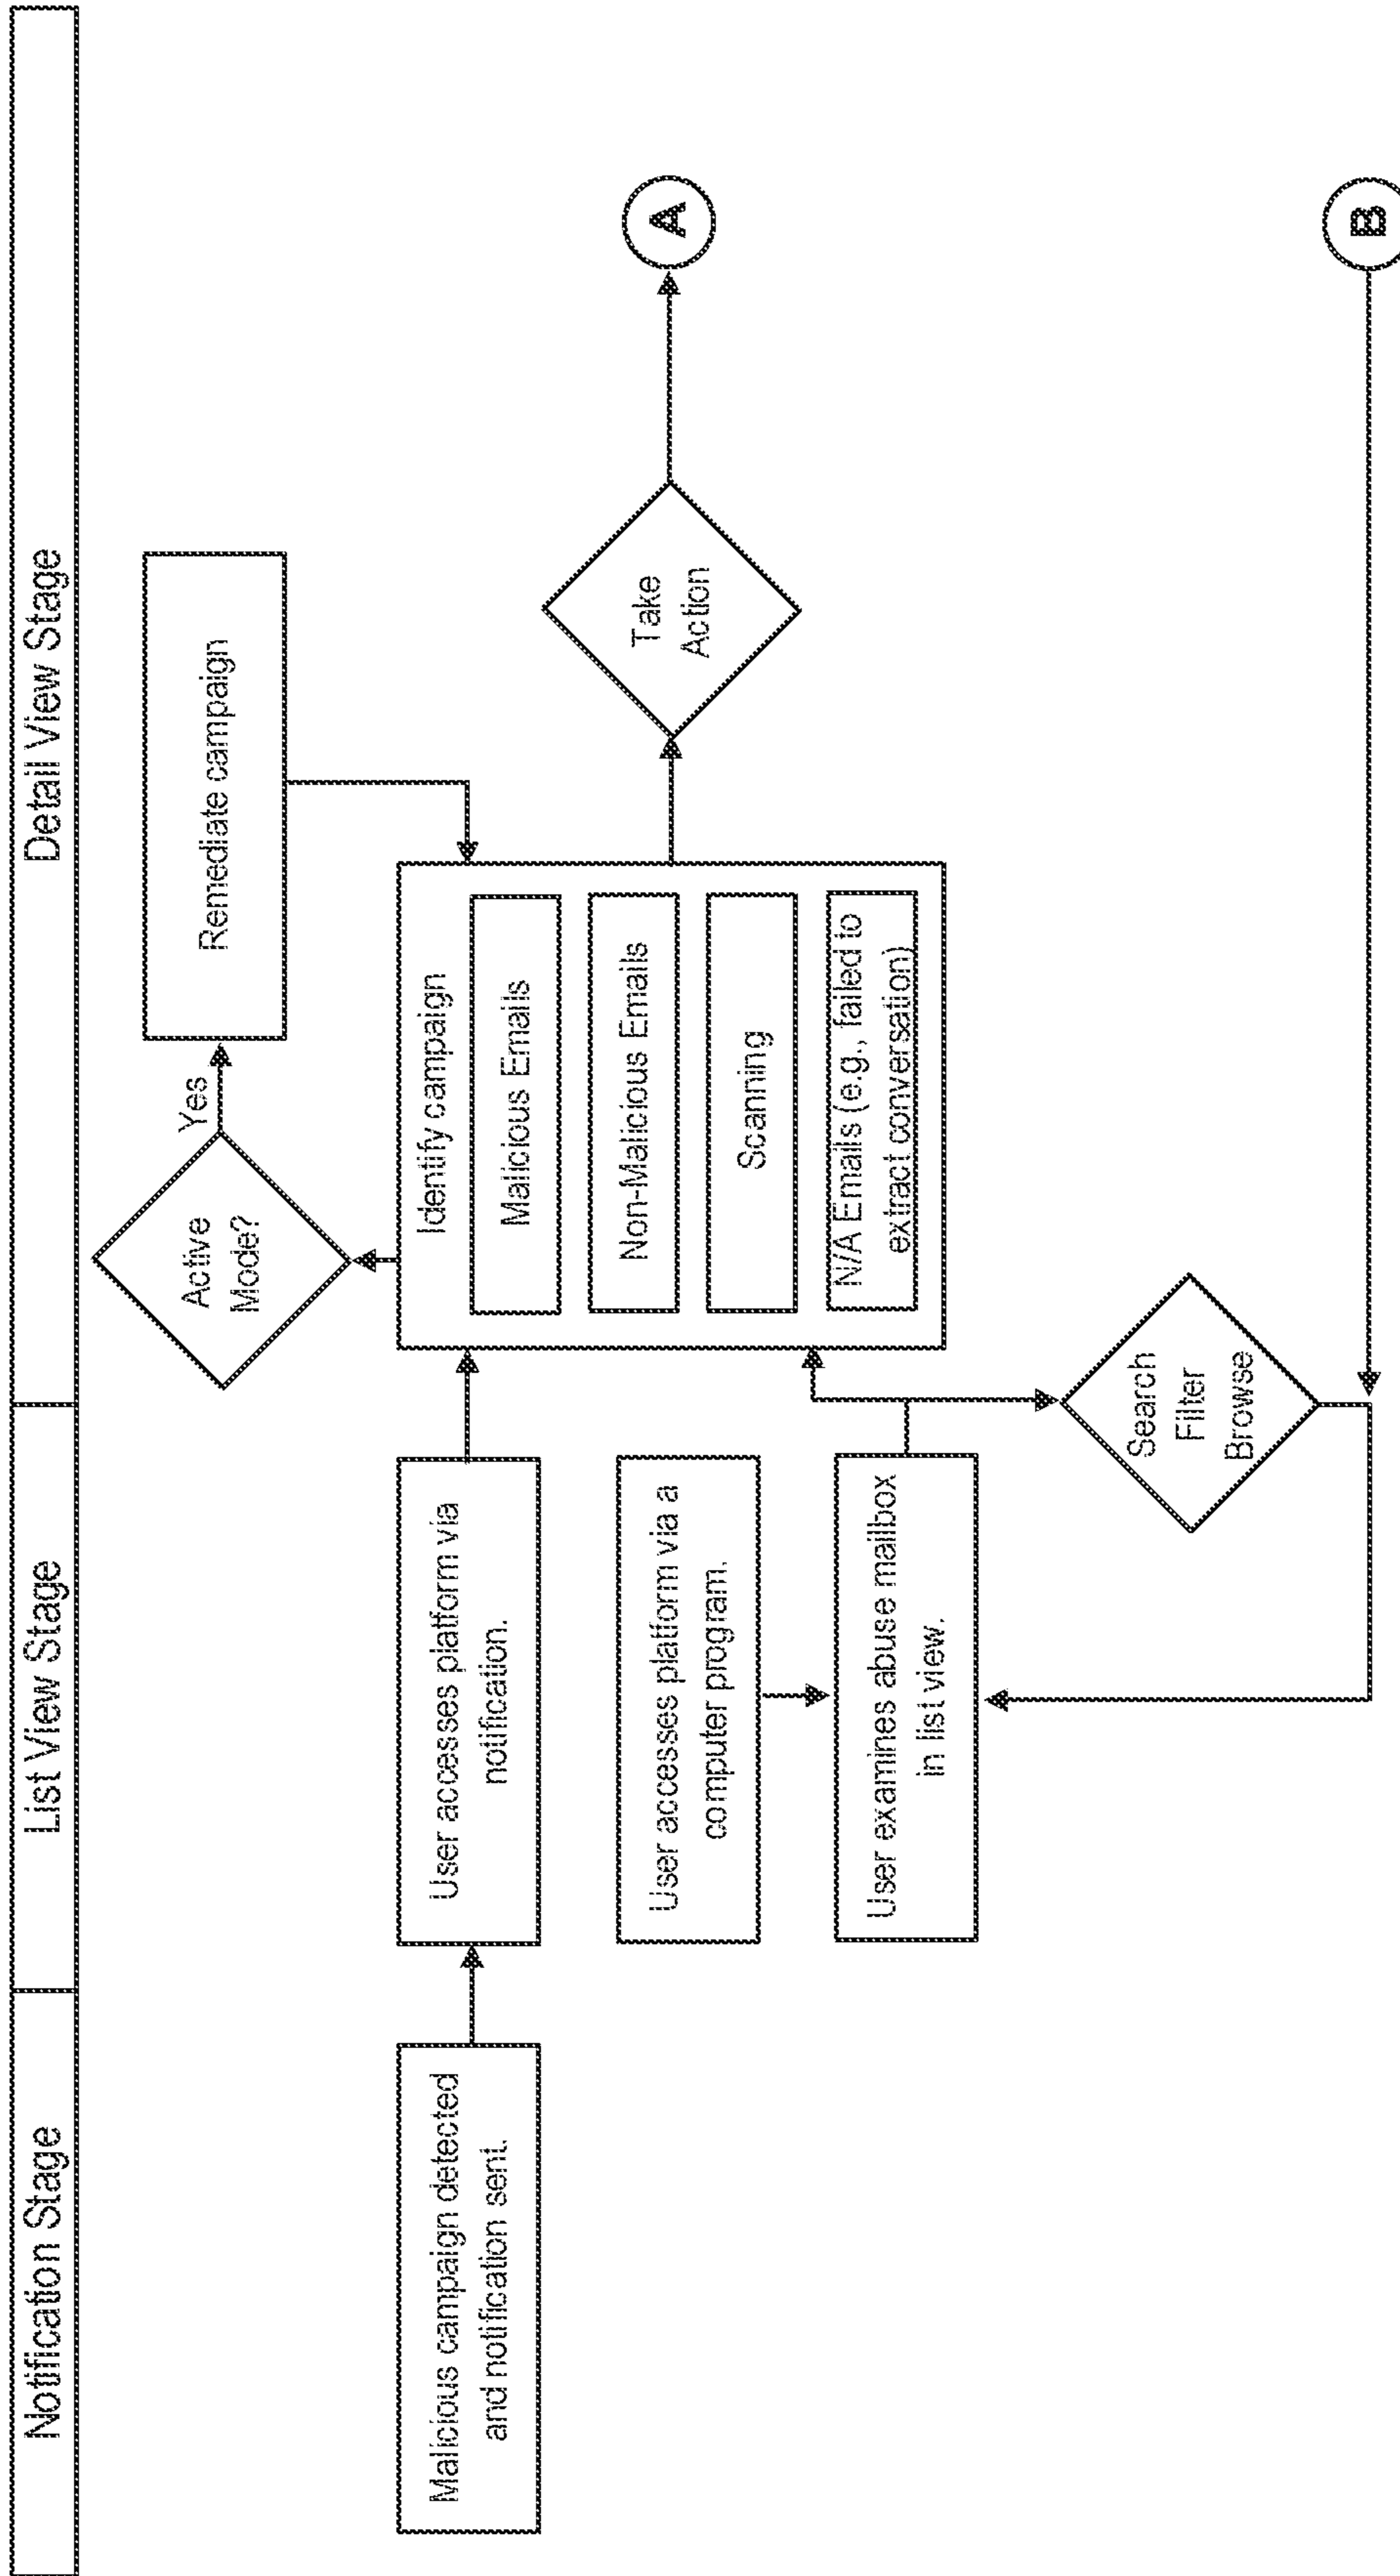 Notification Stage
List View Stage
Detail View Stage
Active
Mode?
Yes
Remediate campaign
Malicious campaign detected
and notification sent.
User accesses platform via
notification.
Identify campaign
Malicious Emails
Non-Malicious Emails
Scanning
N/A Emails (e.g., failed to
extract conversation)
Take
Action
A
User accesses platform via a
computer program.
User examines abuse mailbox
in list view.
Search
Filter
Browse
B